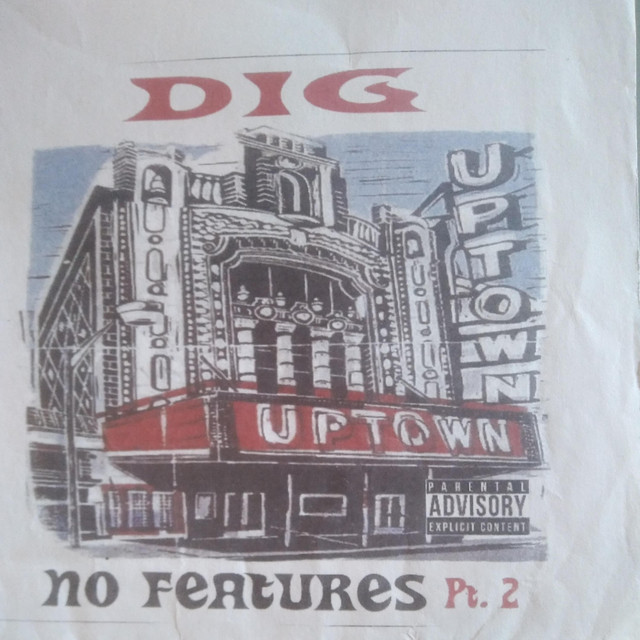 DIG
UPTOWN
UPTOWN
PARENTAL
ADVISORY
EXPLICIT CONTENT
NO FEATURES Pt. 2